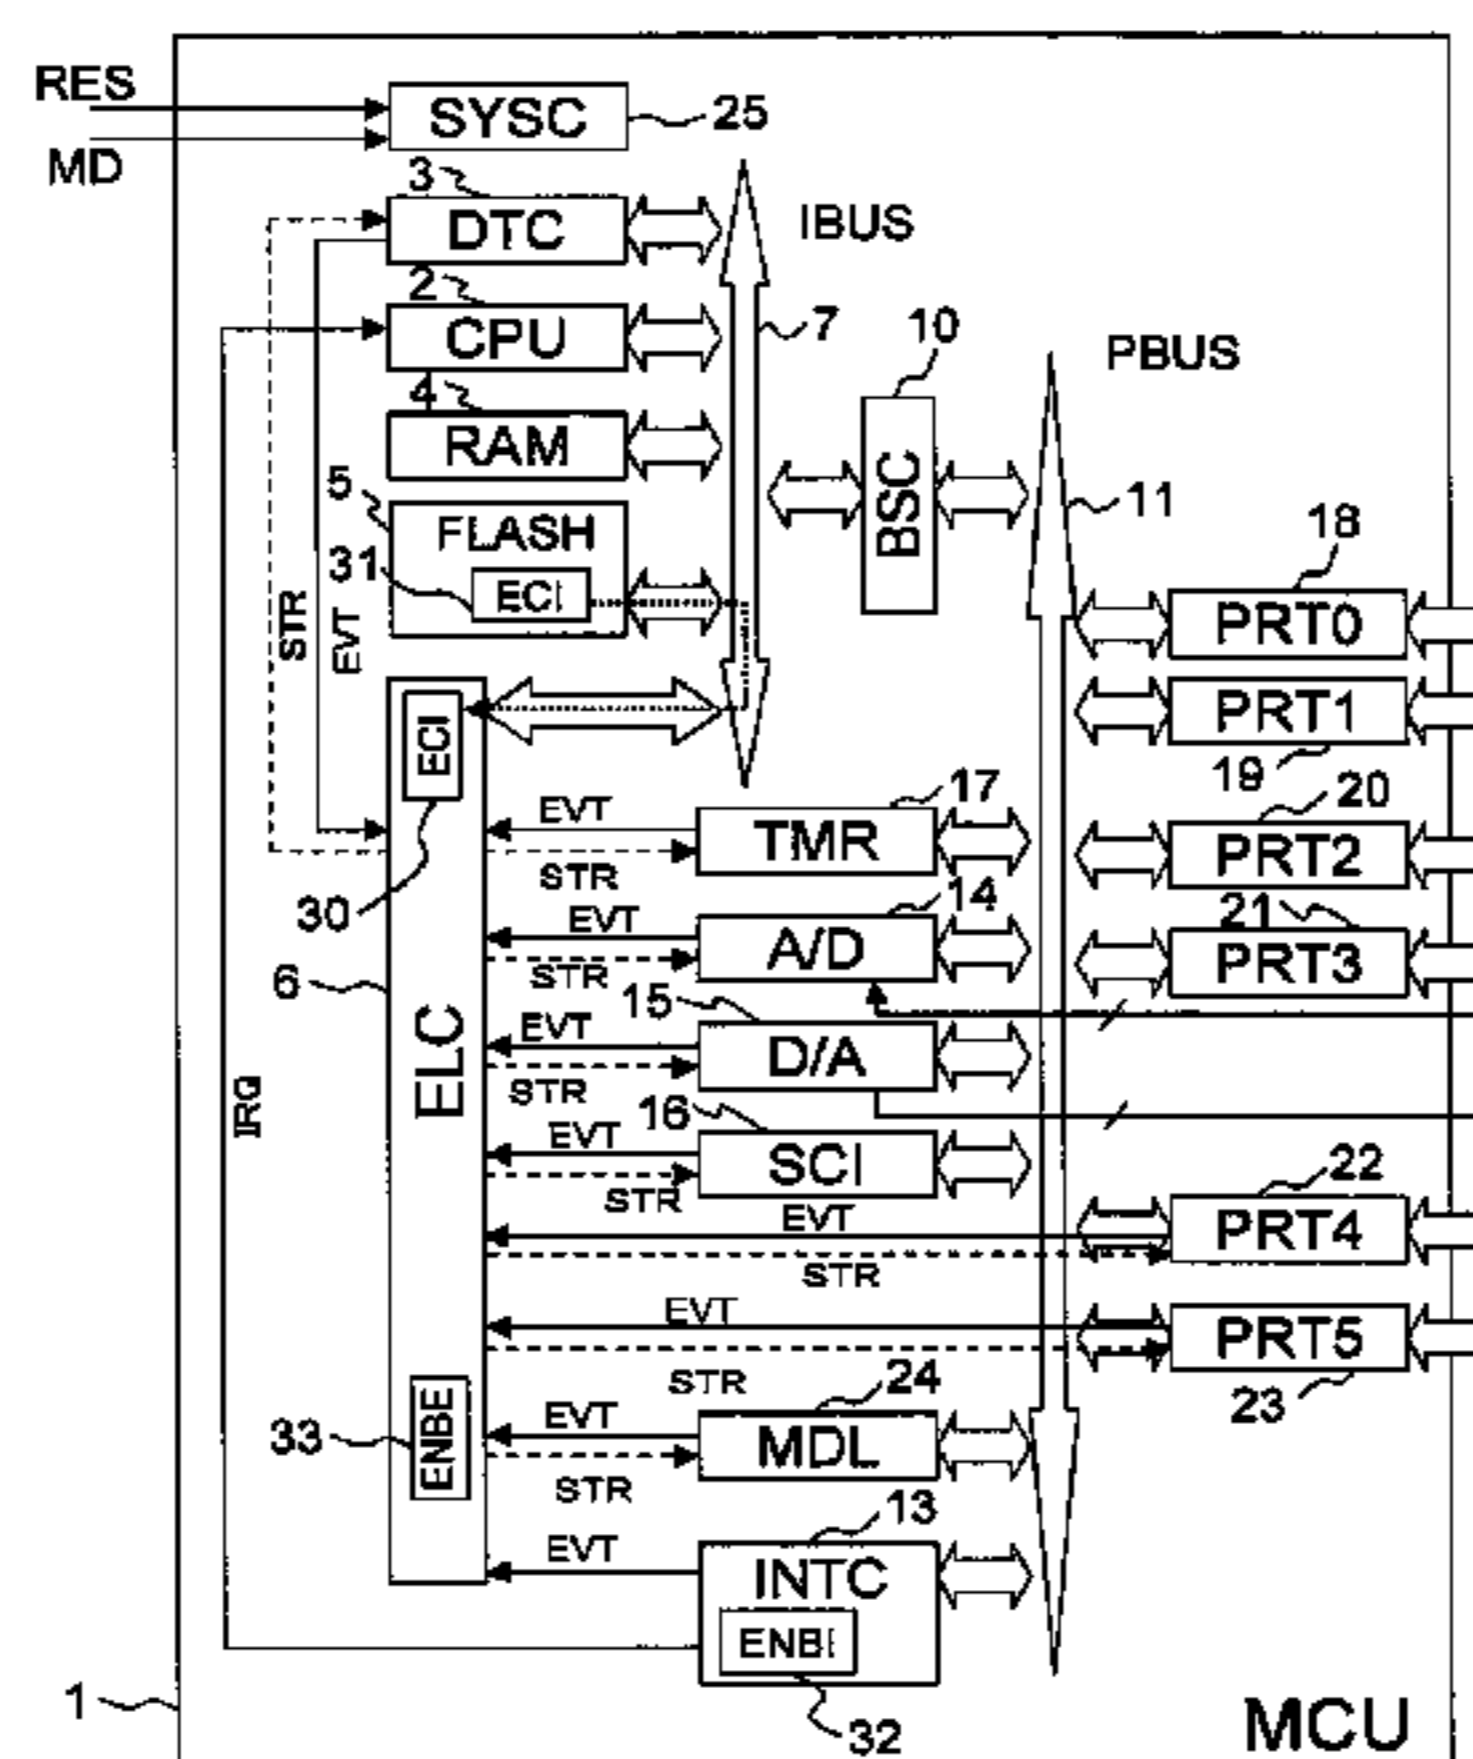 RES
SYSC
25
MD
3
DTC
IBUS
2
CPU
7
10
PBUS
4
RAM
BSC
11
5
FLASH
31
ECI
18
PRT0
STR
EVT
ECI
PRT1
19
17
20
EVT
TMR
PRT2
STR
30
14
21
EVT
A/D
PRT3
STR
6
15
EVT
D/A
ELC
STR
IRQ
16
EVT
SCI
22
STR
EVT
PRT4
STR
EVT
PRT5
STR
24
23
33
ENBE
EVT
MDL
STR
13
EVT
INTC
ENBI
1
32
MCU